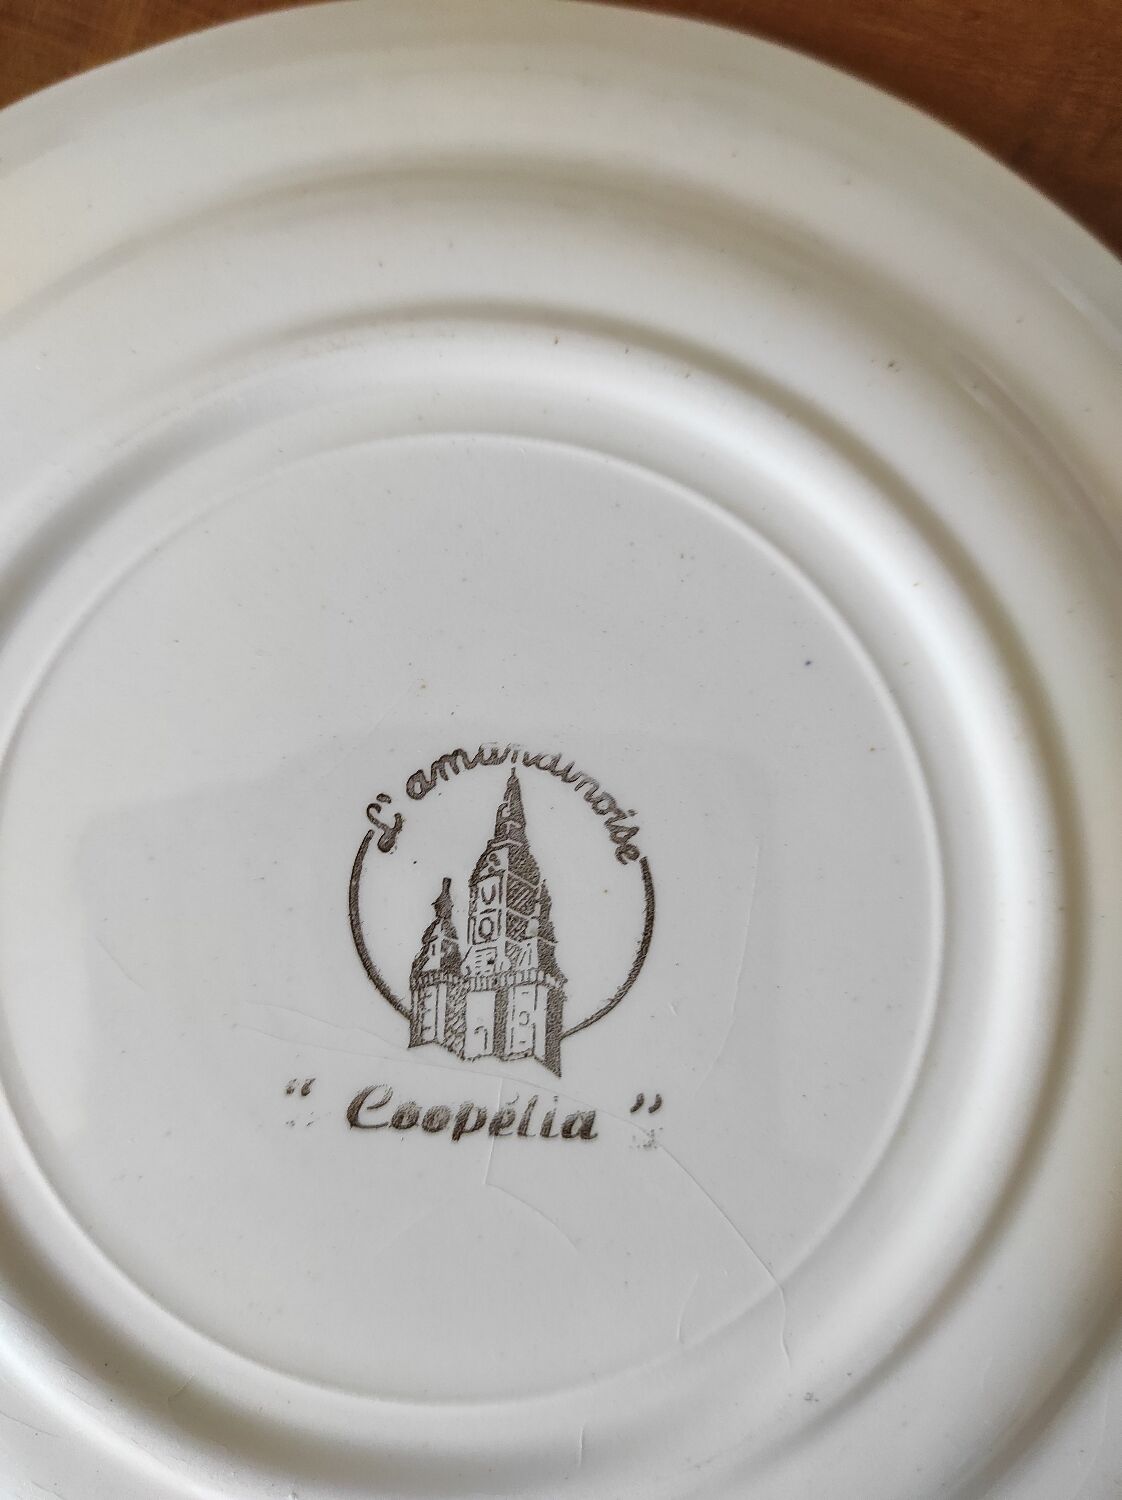 L'amandinoise
“ Coopélia ”